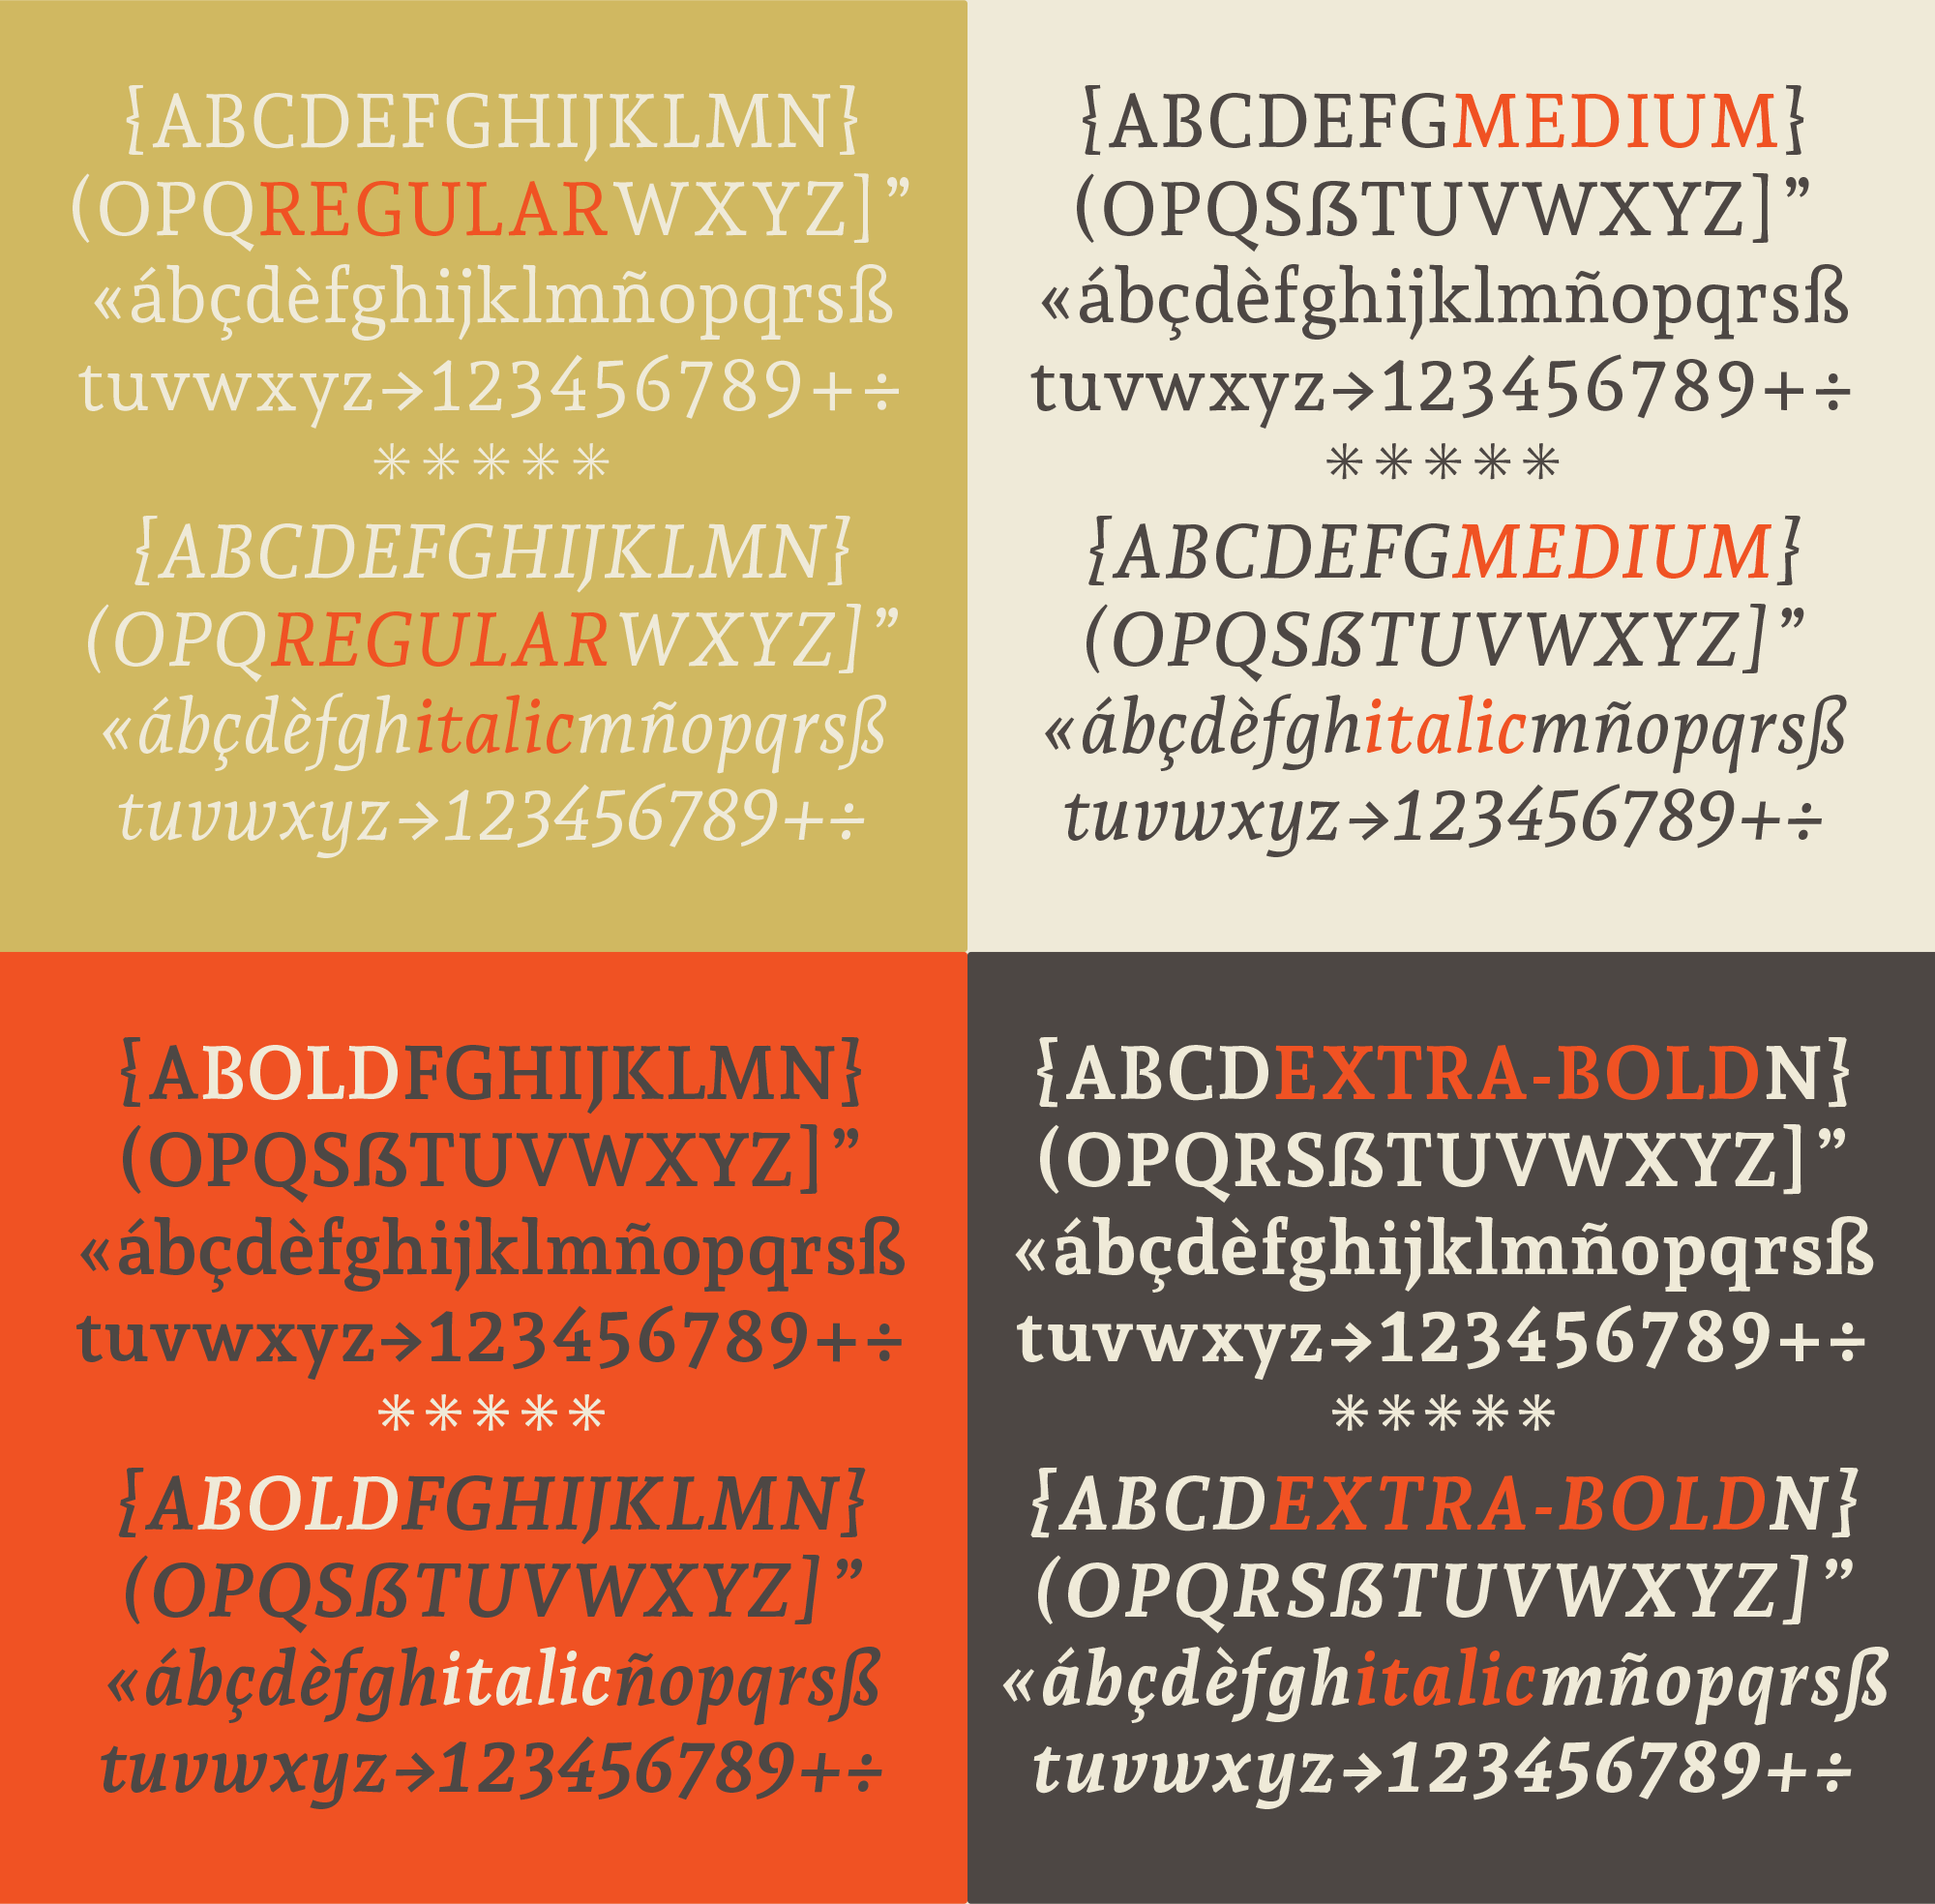 {ABCDEFGHIJKLMN}
(OPQREGULARWXYZ]”
«ábçdèfghijklmñopqrsß
tuvwxyz→123456789+÷
✳✳✳✳✳
{ABCDEFGHIJKLMN}
(OPQREGULARWXYZ]”
«ábçdèfghitalicmñopqrsß
tuvwxyz→123456789+÷
{ABCDEFGMEDIUM}
(OPQSẞTUVWXYZ]”
«ábçdèfghijklmñopqrsß
tuvwxyz→123456789+÷
✳✳✳✳✳
{ABCDEFGMEDIUM}
(OPQSẞTUVWXYZ]”
«ábçdèfghitalicmñopqrsß
tuvwxyz→123456789+÷
{ABOLDFGHIJKLMN}
(OPQSẞTUVWXYZ]”
«ábçdèfghijklmñopqrsß
tuvwxyz→123456789+÷
✳✳✳✳✳
{ABOLDFGHIJKLMN}
(OPQSẞTUVWXYZ]”
«ábçdèfghitalicñopqrsß
tuvwxyz→123456789+÷
{ABCDEXTRA-BOLDN}
(OPQRSẞTUVWXYZ]”
«ábçdèfghijklmñopqrsß
tuvwxyz→123456789+÷
✳✳✳✳✳
{ABCDEXTRA-BOLDN}
(OPQRSẞTUVWXYZ]”
«ábçdèfghitalicmñopqrsß
tuvwxyz→123456789+÷